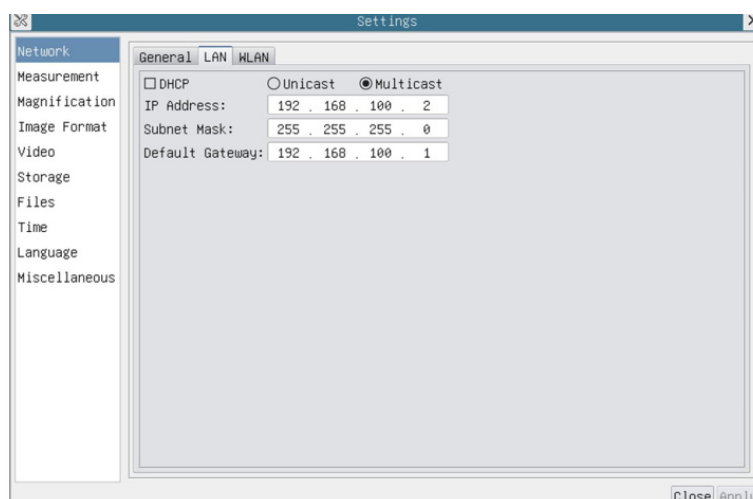 Settings
Network
Measurement
Magnification
Image Format
Video
Storage
Files
Time
Language
Miscellaneous
General LAN WLAN
DHCP Unicast Multicast
IP Address: 192 . 168 . 100 . 2
Subnet Mask: 255 . 255 . 255 . 0
Default Gateway: 192 . 168 . 100 . 1
Close